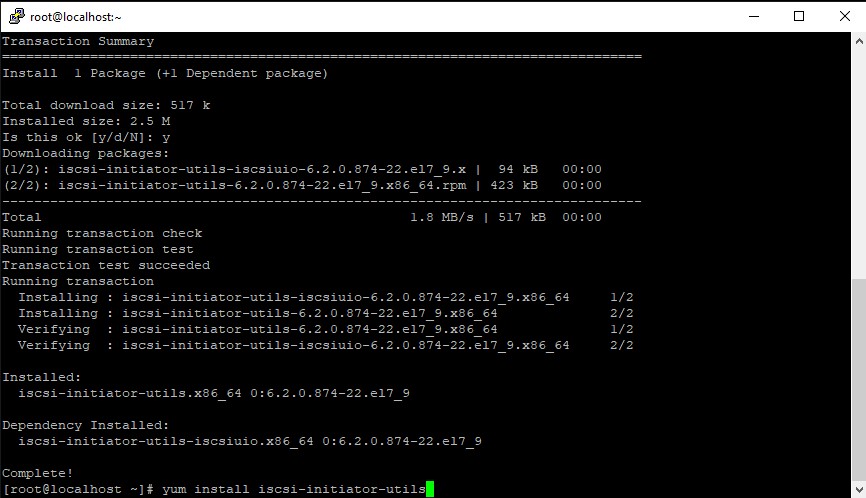 root@localhost:~
Transaction Summary
================================================================================
Install  1 Package (+1 Dependent package)
Total download size: 517 k
Installed size: 2.5 M
Is this ok [y/d/N]: y
Downloading packages:
(1/2): iscsi-initiator-utils-iscsiuio-6.2.0.874-22.el7_9.x |  94 kB   00:00
(2/2): iscsi-initiator-utils-6.2.0.874-22.el7_9.x86_64.rpm | 423 kB   00:00
--------------------------------------------------------------------------------
Total                                              1.8 MB/s | 517 kB  00:00
Running transaction check
Running transaction test
Transaction test succeeded
Running transaction
  Installing : iscsi-initiator-utils-iscsiuio-6.2.0.874-22.el7_9.x86_64     1/2
  Installing : iscsi-initiator-utils-6.2.0.874-22.el7_9.x86_64              2/2
  Verifying  : iscsi-initiator-utils-6.2.0.874-22.el7_9.x86_64              1/2
  Verifying  : iscsi-initiator-utils-iscsiuio-6.2.0.874-22.el7_9.x86_64     2/2
Installed:
  iscsi-initiator-utils.x86_64 0:6.2.0.874-22.el7_9
Dependency Installed:
  iscsi-initiator-utils-iscsiuio.x86_64 0:6.2.0.874-22.el7_9
Complete!
[root@localhost ~]# yum install iscsi-initiator-utils